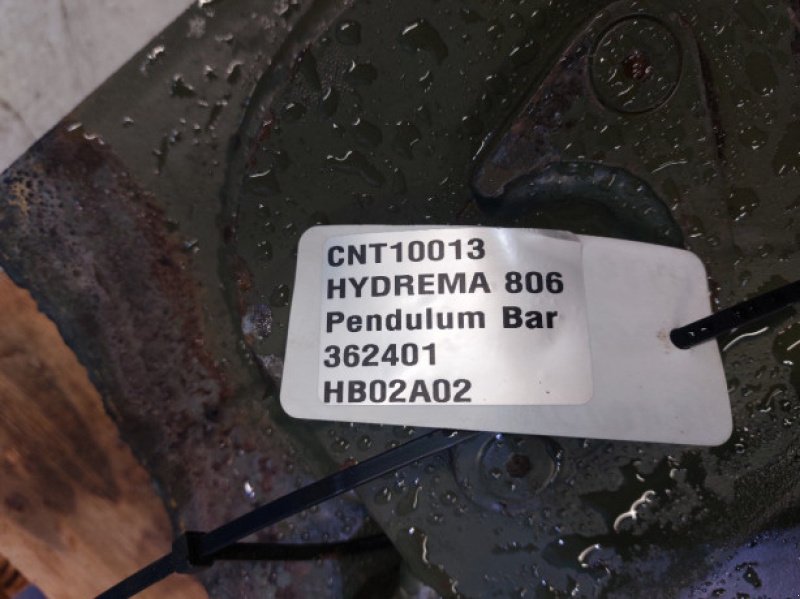 CNT10013
HYDREMA 806
Pendulum Bar
362401
HB02A02